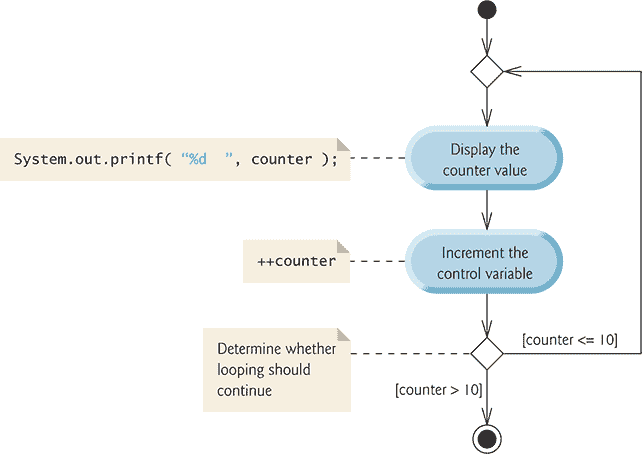 Display the
counter value
System.out.printf( “%d  ”, counter );
Increment the
control variable
++counter
Determine whether
looping should
continue
[counter <= 10]
[counter > 10]